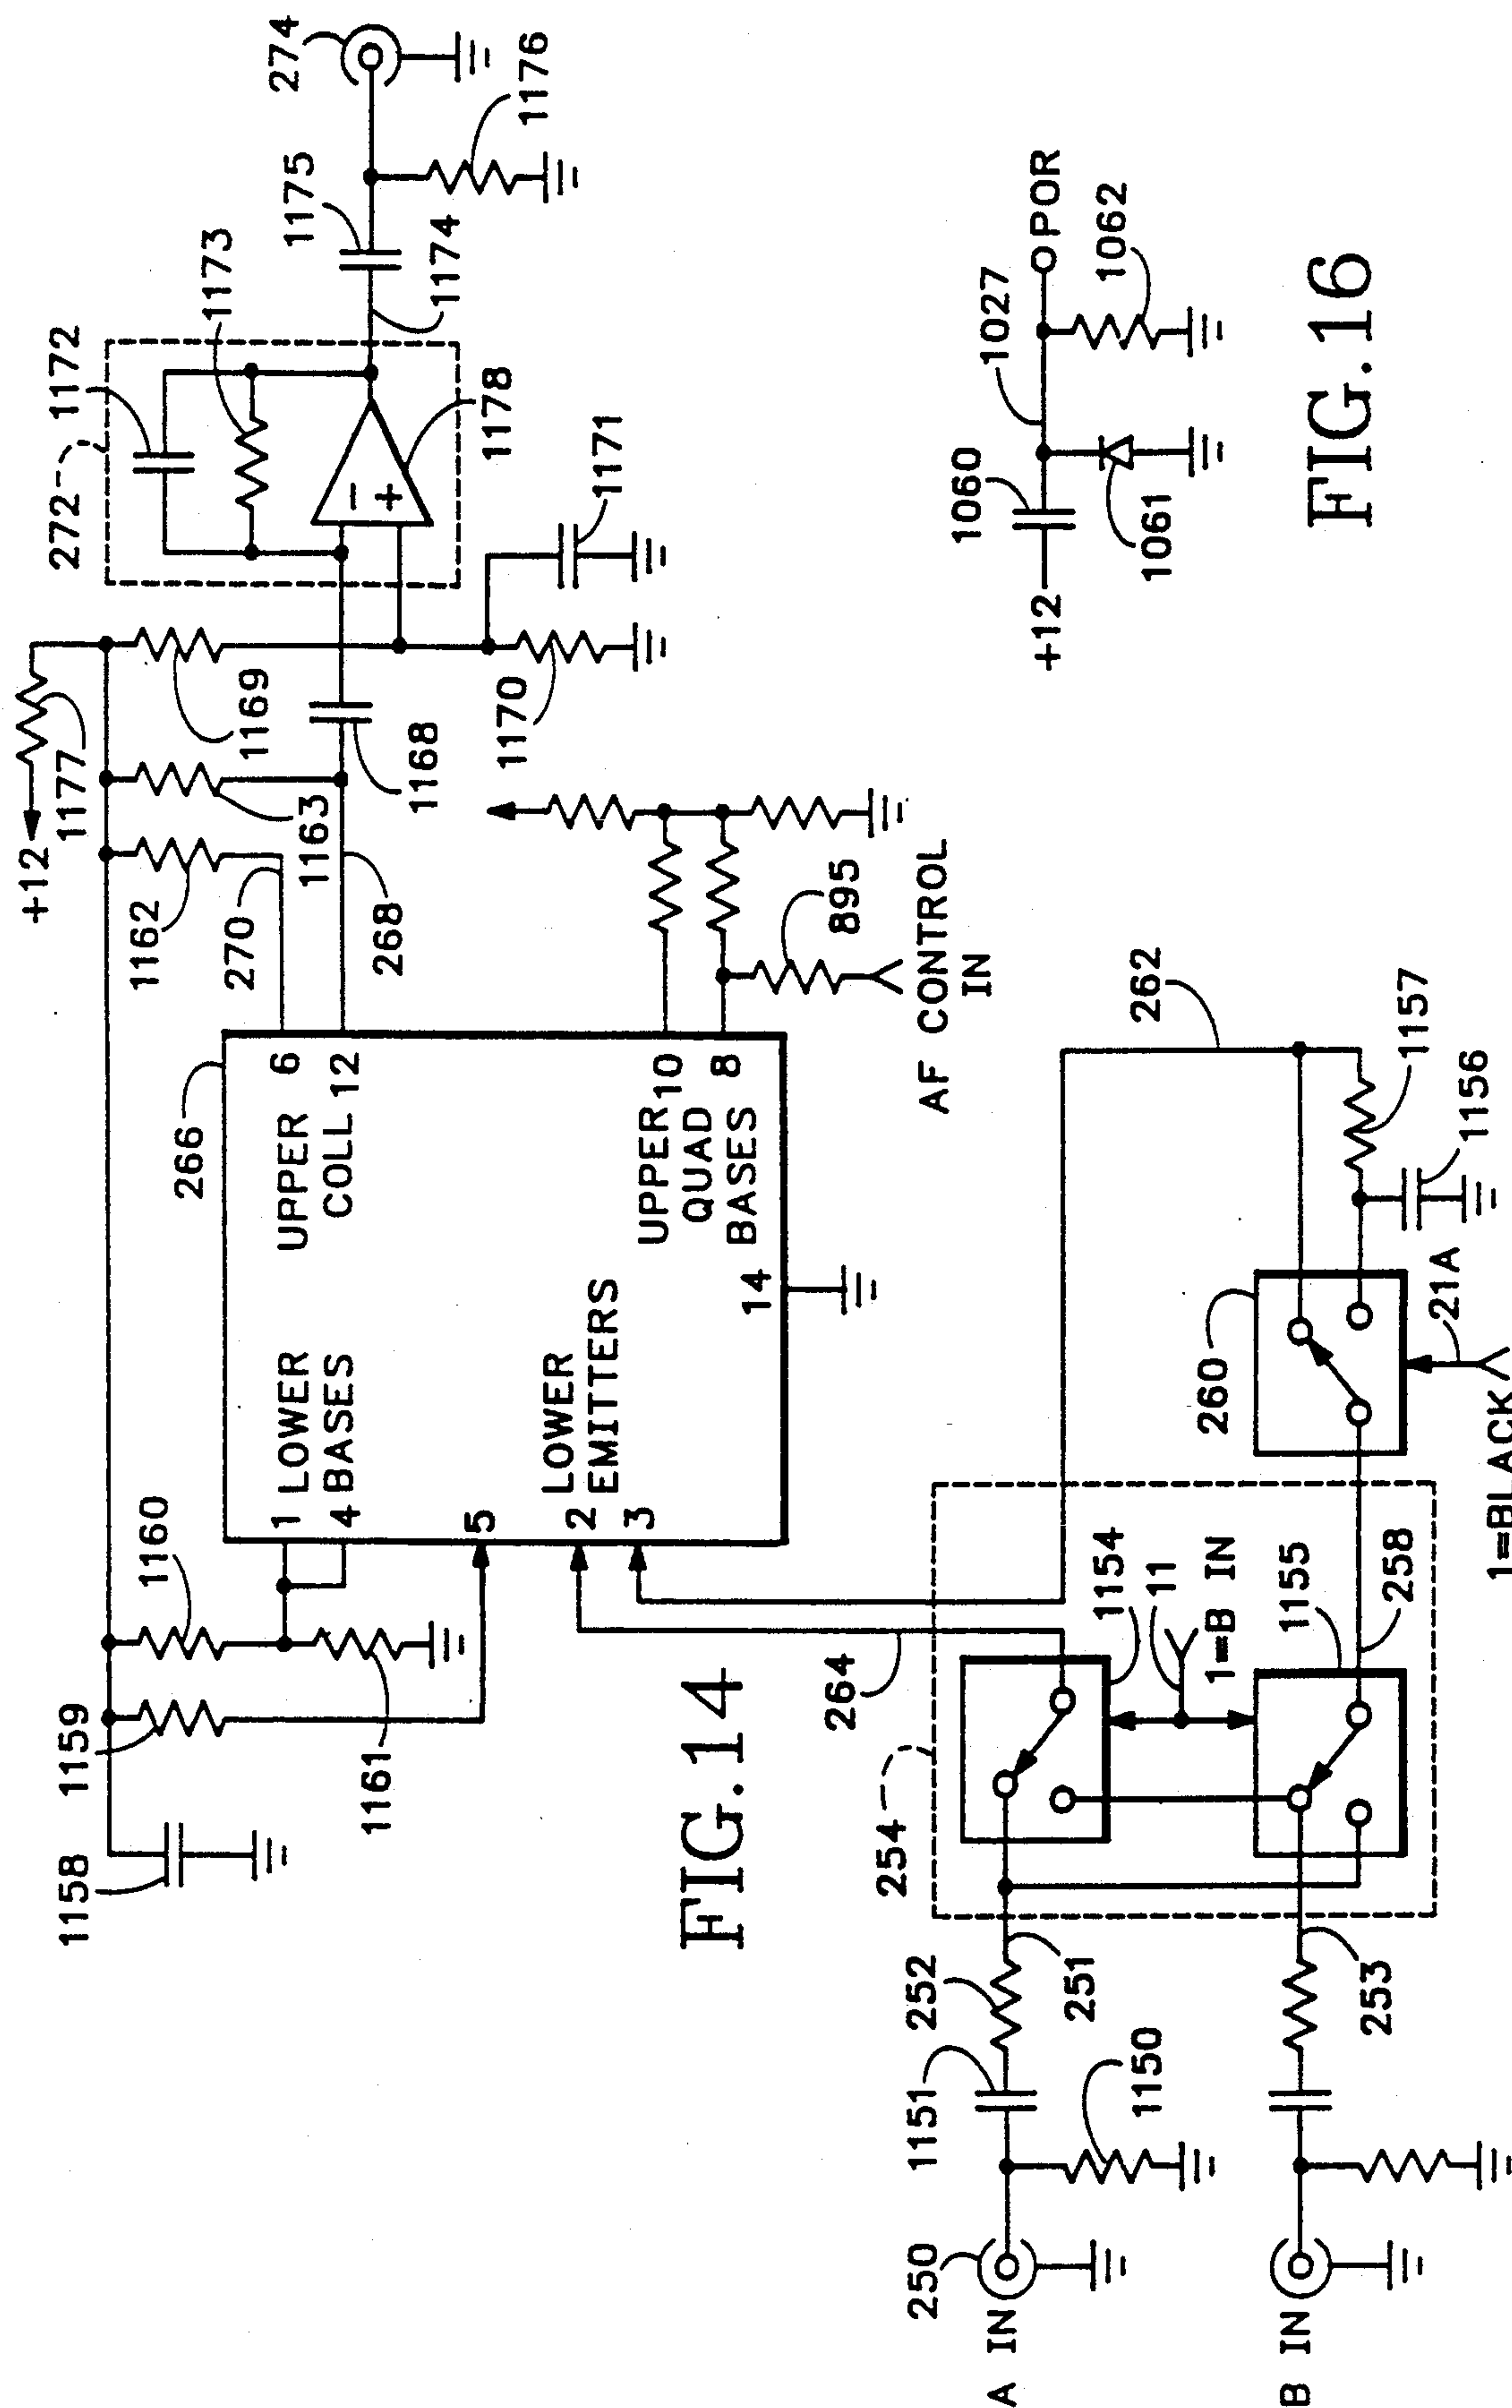 +12
1177
272
1172
1173
1175
274
1176
1174
1178
1171
1158
1159
1160
1161
1162
270
1163
268
1169
1168
1170
266
1 LOWER
4 BASES
5
2 LOWER
3 EMITTERS
UPPER 6
COLL 12
UPPER 10
QUAD
BASES 8
14
895
AF CONTROL
IN
FIG.14
250
A IN
1151
1150
252
251
254
264
1154
11
1=B IN
1155
258
B IN
253
260
21A
1=BLACK
262
1157
1156
+12
1060
1061
1027
POR
1062
FIG.16